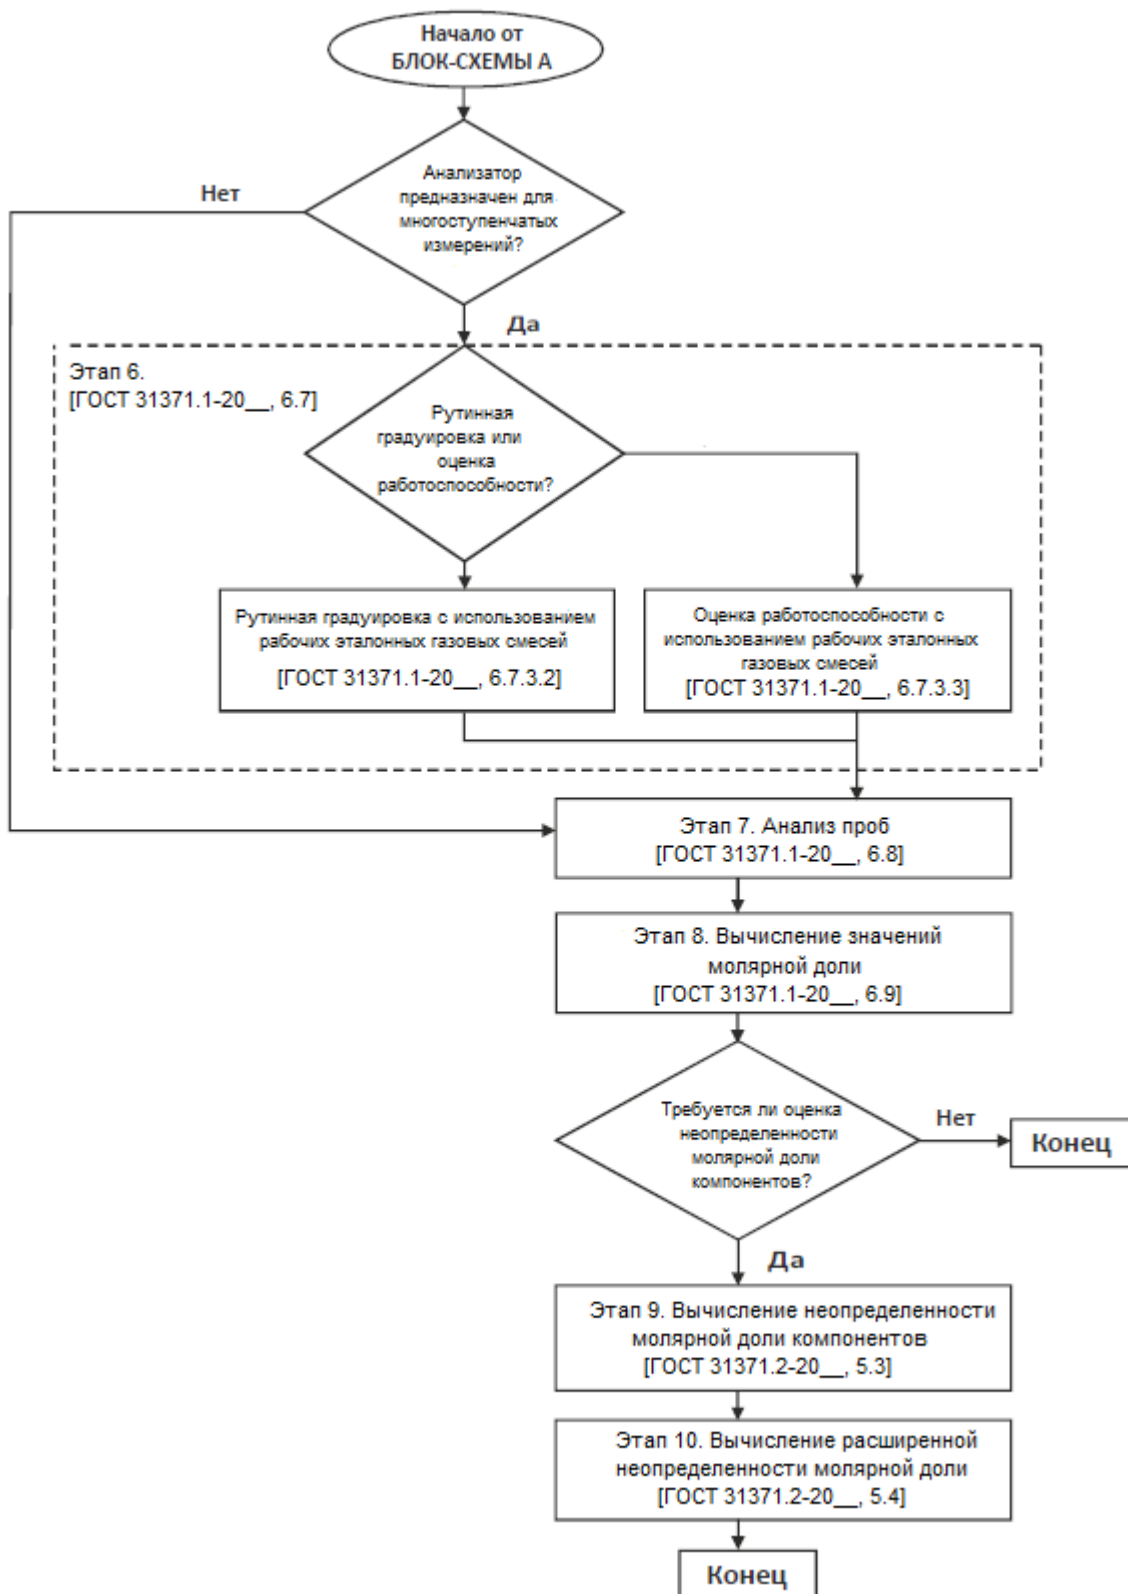 Начало от
БЛОК-СХЕМЫ А
Анализатор
предназначен для
многоступенчатых
измерений?
Нет
Да
Этап 6.
[ГОСТ 31371.1-20__, 6.7]
Рутинная
градуировка или
оценка
работоспособности?
Рутинная градуировка с использованием
рабочих эталонных газовых смесей
[ГОСТ 31371.1-20__, 6.7.3.2]
Оценка работоспособности с
использованием рабочих эталонных
газовых смесей
[ГОСТ 31371.1-20__, 6.7.3.3]
Этап 7. Анализ проб
[ГОСТ 31371.1-20__, 6.8]
Этап 8. Вычисление значений
молярной доли
[ГОСТ 31371.1-20__, 6.9]
Требуется ли оценка
неопределенности
молярной доли
компонентов?
Нет
Конец
Да
Этап 9. Вычисление неопределенности
молярной доли компонентов
[ГОСТ 31371.2-20__, 5.3]
Этап 10. Вычисление расширенной
неопределенности молярной доли
[ГОСТ 31371.2-20__, 5.4]
Конец